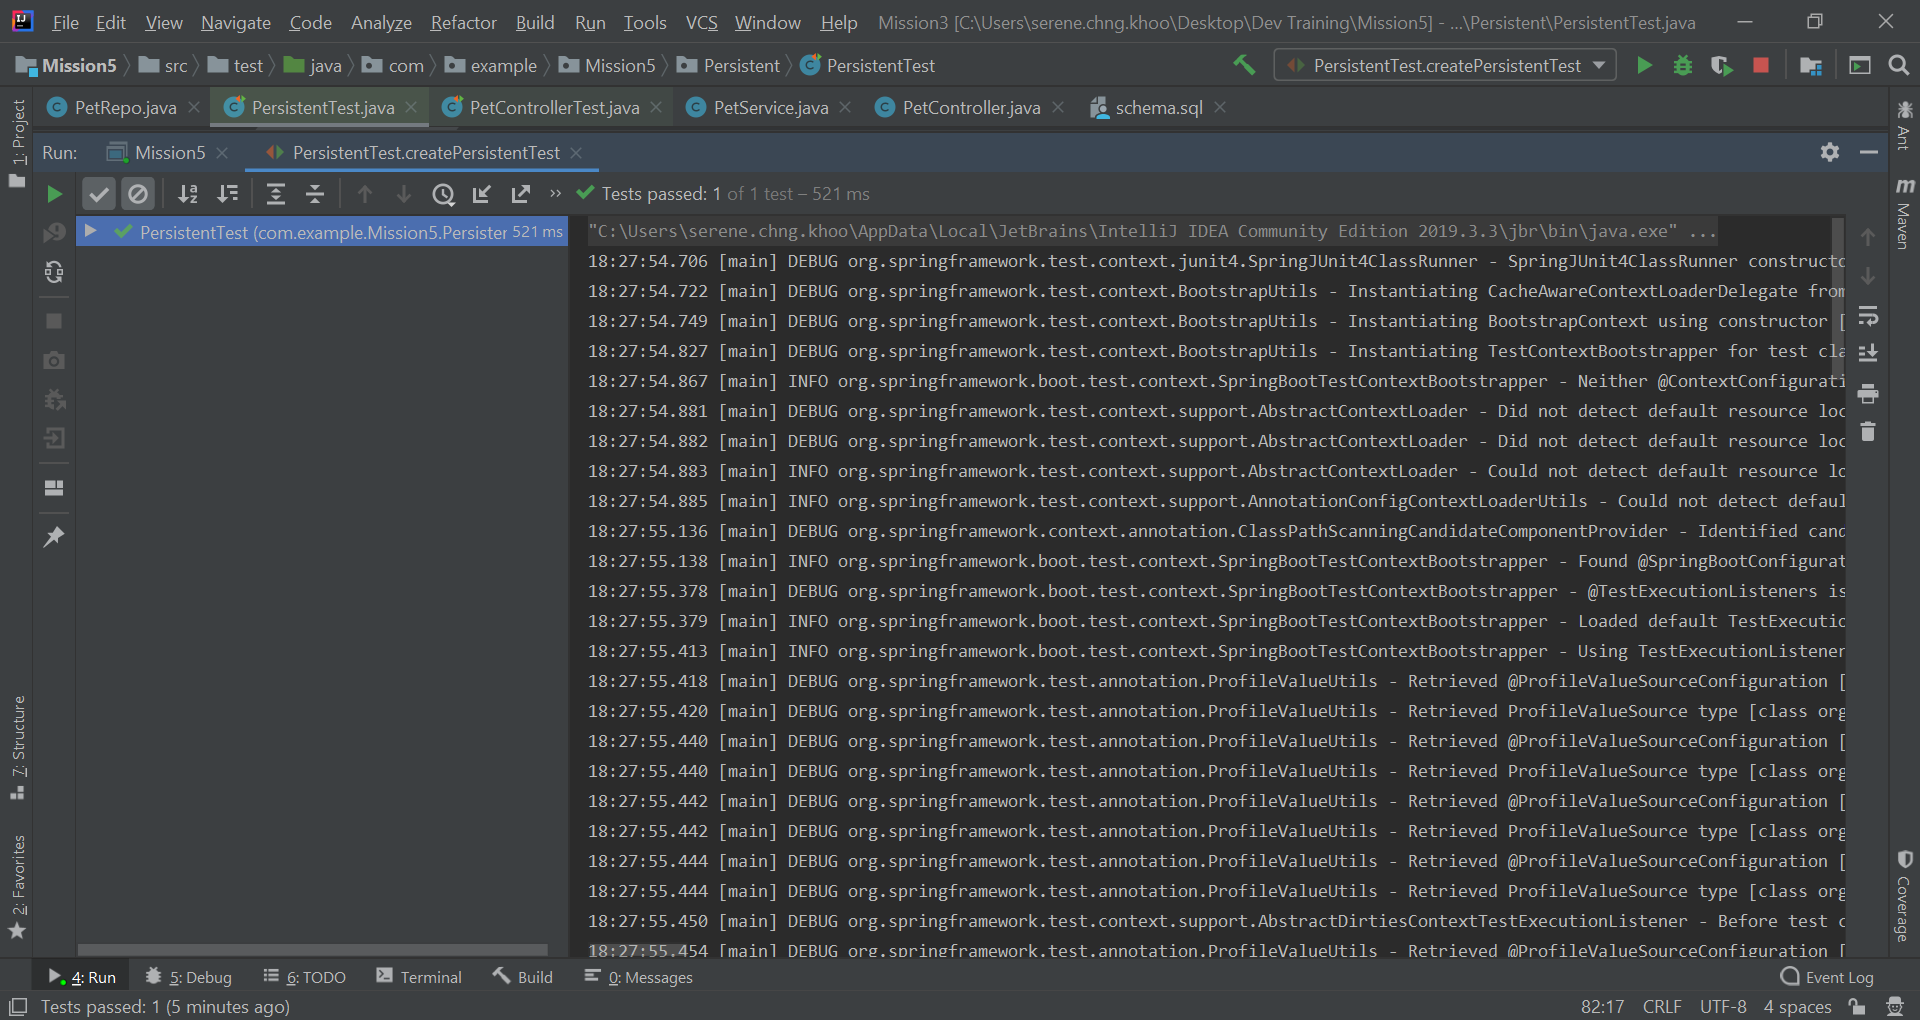 File Edit View Navigate Code Analyze Refactor Build Run Tools VCS Window Help Mission3 [C:\Users\serene.chng.khoo\Desktop\Dev Training\Mission5] - ...\Persistent\PersistentTest.java
Mission5 src test java com example Mission5 Persistent PersistentTest PersistentTest.createPersistentTest
PetRepo.java PersistentTest.java PetControllerTest.java PetService.java PetController.java schema.sql
1: Project
Ant
Maven
Run: Mission5 PersistentTest.createPersistentTest
Tests passed: 1 of 1 test – 521 ms
PersistentTest (com.example.Mission5.Persister 521 ms
"C:\Users\serene.chng.khoo\AppData\Local\JetBrains\IntelliJ IDEA Community Edition 2019.3.3\jbr\bin\java.exe" ...
18:27:54.706 [main] DEBUG org.springframework.test.context.junit4.SpringJUnit4ClassRunner - SpringJUnit4ClassRunner constructo
18:27:54.722 [main] DEBUG org.springframework.test.context.BootstrapUtils - Instantiating CacheAwareContextLoaderDelegate from
18:27:54.749 [main] DEBUG org.springframework.test.context.BootstrapUtils - Instantiating BootstrapContext using constructor [
18:27:54.827 [main] DEBUG org.springframework.test.context.BootstrapUtils - Instantiating TestContextBootstrapper for test cla
18:27:54.867 [main] INFO org.springframework.boot.test.context.SpringBootTestContextBootstrapper - Neither @ContextConfigurati
18:27:54.881 [main] DEBUG org.springframework.test.context.support.AbstractContextLoader - Did not detect default resource loc
18:27:54.882 [main] DEBUG org.springframework.test.context.support.AbstractContextLoader - Did not detect default resource loc
18:27:54.883 [main] INFO org.springframework.test.context.support.AbstractContextLoader - Could not detect default resource lo
18:27:54.885 [main] INFO org.springframework.test.context.support.AnnotationConfigContextLoaderUtils - Could not detect defaul
18:27:55.136 [main] DEBUG org.springframework.context.annotation.ClassPathScanningCandidateComponentProvider - Identified canc
18:27:55.138 [main] INFO org.springframework.boot.test.context.SpringBootTestContextBootstrapper - Found @SpringBootConfigurat
18:27:55.378 [main] DEBUG org.springframework.boot.test.context.SpringBootTestContextBootstrapper - @TestExecutionListeners is
18:27:55.379 [main] INFO org.springframework.boot.test.context.SpringBootTestContextBootstrapper - Loaded default TestExecutio
18:27:55.413 [main] INFO org.springframework.boot.test.context.SpringBootTestContextBootstrapper - Using TestExecutionListener
18:27:55.418 [main] DEBUG org.springframework.test.annotation.ProfileValueUtils - Retrieved @ProfileValueSourceConfiguration [
18:27:55.420 [main] DEBUG org.springframework.test.annotation.ProfileValueUtils - Retrieved ProfileValueSource type [class org
18:27:55.440 [main] DEBUG org.springframework.test.annotation.ProfileValueUtils - Retrieved @ProfileValueSourceConfiguration [
18:27:55.440 [main] DEBUG org.springframework.test.annotation.ProfileValueUtils - Retrieved ProfileValueSource type [class org
18:27:55.442 [main] DEBUG org.springframework.test.annotation.ProfileValueUtils - Retrieved @ProfileValueSourceConfiguration [
18:27:55.442 [main] DEBUG org.springframework.test.annotation.ProfileValueUtils - Retrieved ProfileValueSource type [class org
18:27:55.444 [main] DEBUG org.springframework.test.annotation.ProfileValueUtils - Retrieved @ProfileValueSourceConfiguration [
18:27:55.444 [main] DEBUG org.springframework.test.annotation.ProfileValueUtils - Retrieved ProfileValueSource type [class org
18:27:55.450 [main] DEBUG org.springframework.test.context.support.AbstractDirtiesContextTestExecutionListener - Before test c
18:27:55.454 [main] DEBUG org.springframework.test.annotation.ProfileValueUtils - Retrieved @ProfileValueSourceConfiguration [
7: Structure
2: Favorites
Coverage
4: Run 5: Debug 6: TODO Terminal Build 0: Messages Event Log
Tests passed: 1 (5 minutes ago) 82:17 CRLF UTF-8 4 spaces